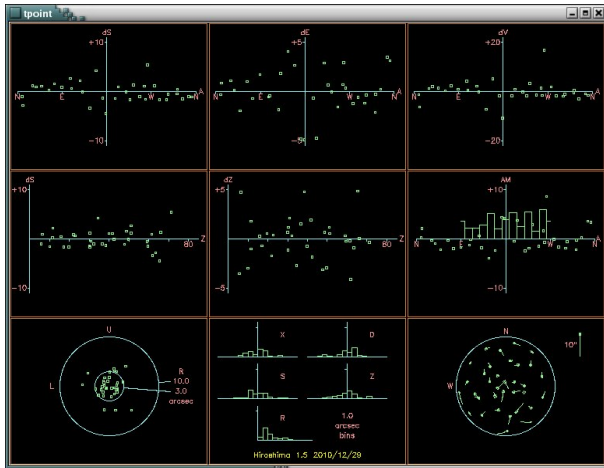 tpoint
dS
+10
N E W N A
-10
dE
+5
N E W N A
-5
dV
+20
N E W N A
-20
dS
+10
80 Z
-10
dZ
+5
80 Z
-5
AM
+10
N E W N A
-10
U
L
R
10.0
3.0
arcsec
X
D
S
Z
R
1.0
arcsec
bins
Hiroshima 1.5 2010/12/29
N
W
10"